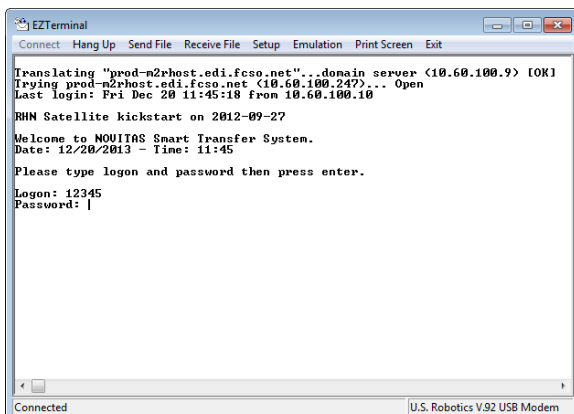 EZTerminal
Connect Hang Up Send File Receive File Setup Emulation Print Screen Exit
Translating "prod-m2rhost.edi.fcso.net"...domain server (10.60.100.9) [OK]
Trying prod-m2rhost.edi.fcso.net (10.60.100.247)... Open
Last login: Fri Dec 20 11:45:18 from 10.60.100.10
RHN Satellite kickstart on 2012-09-27
Welcome to NOVITAS Smart Transfer System.
Date: 12/20/2013 - Time: 11:45
Please type logon and password then press enter.
Logon: 12345
Password:
Connected U.S. Robotics V.92 USB Modem